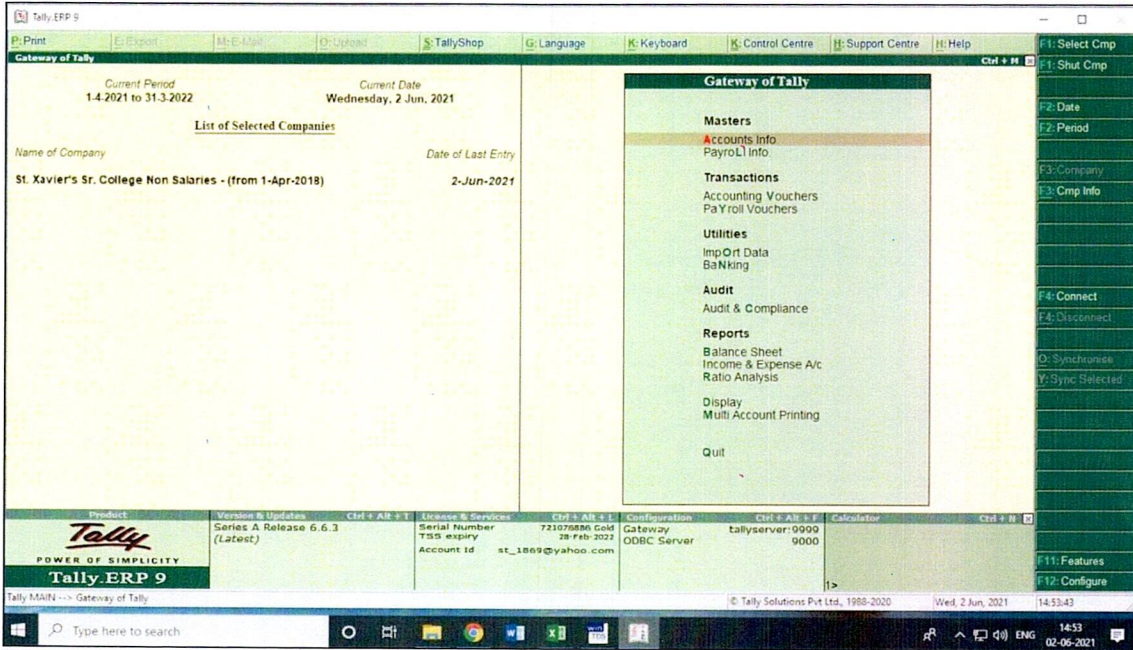 Tally.ERP 9
P: Print
E: Export
M: E-Mail
O: Upload
S: TallyShop
G: Language
K: Keyboard
K: Control Centre
H: Support Centre
H: Help
Gateway of Tally
Ctrl + M
Current Period
1-4-2021 to 31-3-2022
Current Date
Wednesday, 2 Jun, 2021
List of Selected Companies
Name of Company
Date of Last Entry
St. Xavier's Sr. College Non Salaries - (from 1-Apr-2018)
2-Jun-2021
Gateway of Tally
Masters
Accounts Info.
PayroLl Info.
Transactions
Accounting Vouchers
PaYroll Vouchers
Utilities
ImpOrt Data
BaNking
Audit
Audit & Compliance
Reports
Balance Sheet
Income & Expense A/c
Ratio Analysis
Display
Multi Account Printing
Quit
F1: Select Cmp
F1: Shut Cmp
F2: Date
F2: Period
F3: Company
F3: Cmp Info
F4: Connect
F4: Disconnect
O: Synchronise
Y: Sync Selected
F11: Features
F12: Configure
Product
Tally
POWER OF SIMPLICITY
Tally.ERP 9
Version & Updates Ctrl + Alt + T
Series A Release 6.6.3
(Latest)
License & Services Ctrl + Alt + L
Serial Number 721076886 Gold
TSS expiry 28-Feb-2022
Account Id st_1869@yahoo.com
Configuration Ctrl + Alt + F
Gateway tallyserver:9999
ODBC Server 9000
Calculator Ctrl + N
1>
Tally MAIN --> Gateway of Tally
© Tally Solutions Pvt Ltd., 1988-2020
Wed, 2 Jun, 2021
14:53:43
Type here to search
ENG
14:53
02-06-2021